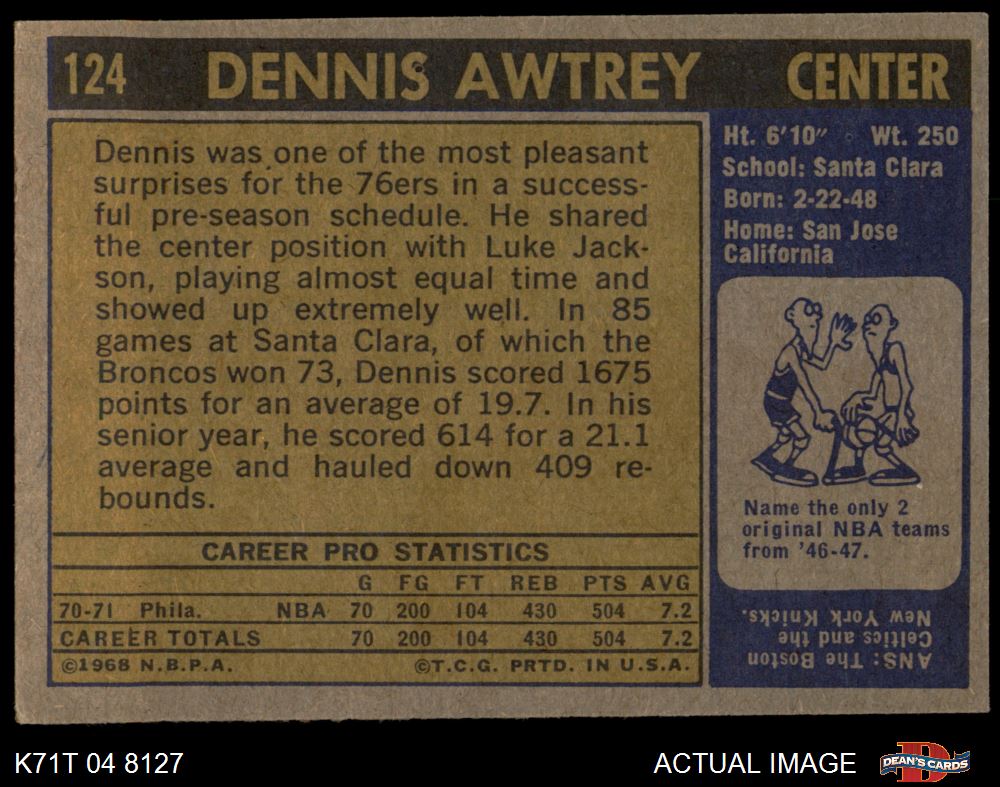 124 DENNIS AWTREY CENTER
Dennis was one of the most pleasant
surprises for the 76ers in a success-
ful pre-season schedule. He shared
the center position with Luke Jack-
son, playing almost equal time and
showed up extremely well. In 85
games at Santa Clara, of which the
Broncos won 73, Dennis scored 1675
points for an average of 19.7. In his
senior year, he scored 614 for a 21.1
average and hauled down 409 re-
bounds.
CAREER PRO STATISTICS
G FG FT REB PTS AVG
70-71 Phila. NBA 70 200 104 430 504 7.2
CAREER TOTALS 70 200 104 430 504 7.2
©1968 N.B.P.A. ©T.C.G. PRTD. IN U.S.A.
Ht. 6'10" Wt. 250
School: Santa Clara
Born: 2-22-48
Home: San Jose
California
Name the only 2
original NBA teams
from '46-47.
ANS: The Boston
Celtics and the
New York Knicks.
K71T 04 8127
ACTUAL IMAGE
DEAN'S CARDS